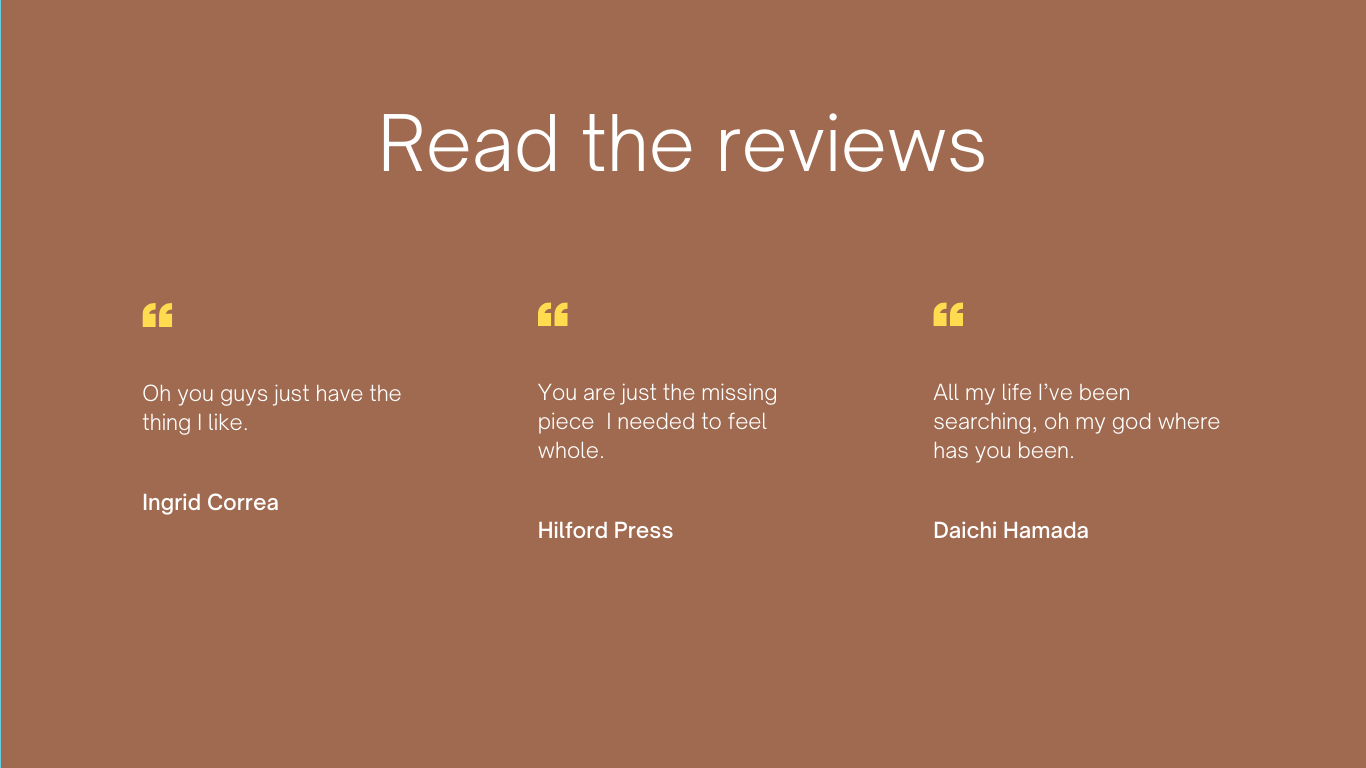 Read the reviews
Oh you guys just have the
thing I like.
Ingrid Correa
You are just the missing
piece  I needed to feel
whole.
Hilford Press
All my life I’ve been
searching, oh my god where
has you been.
Daichi Hamada